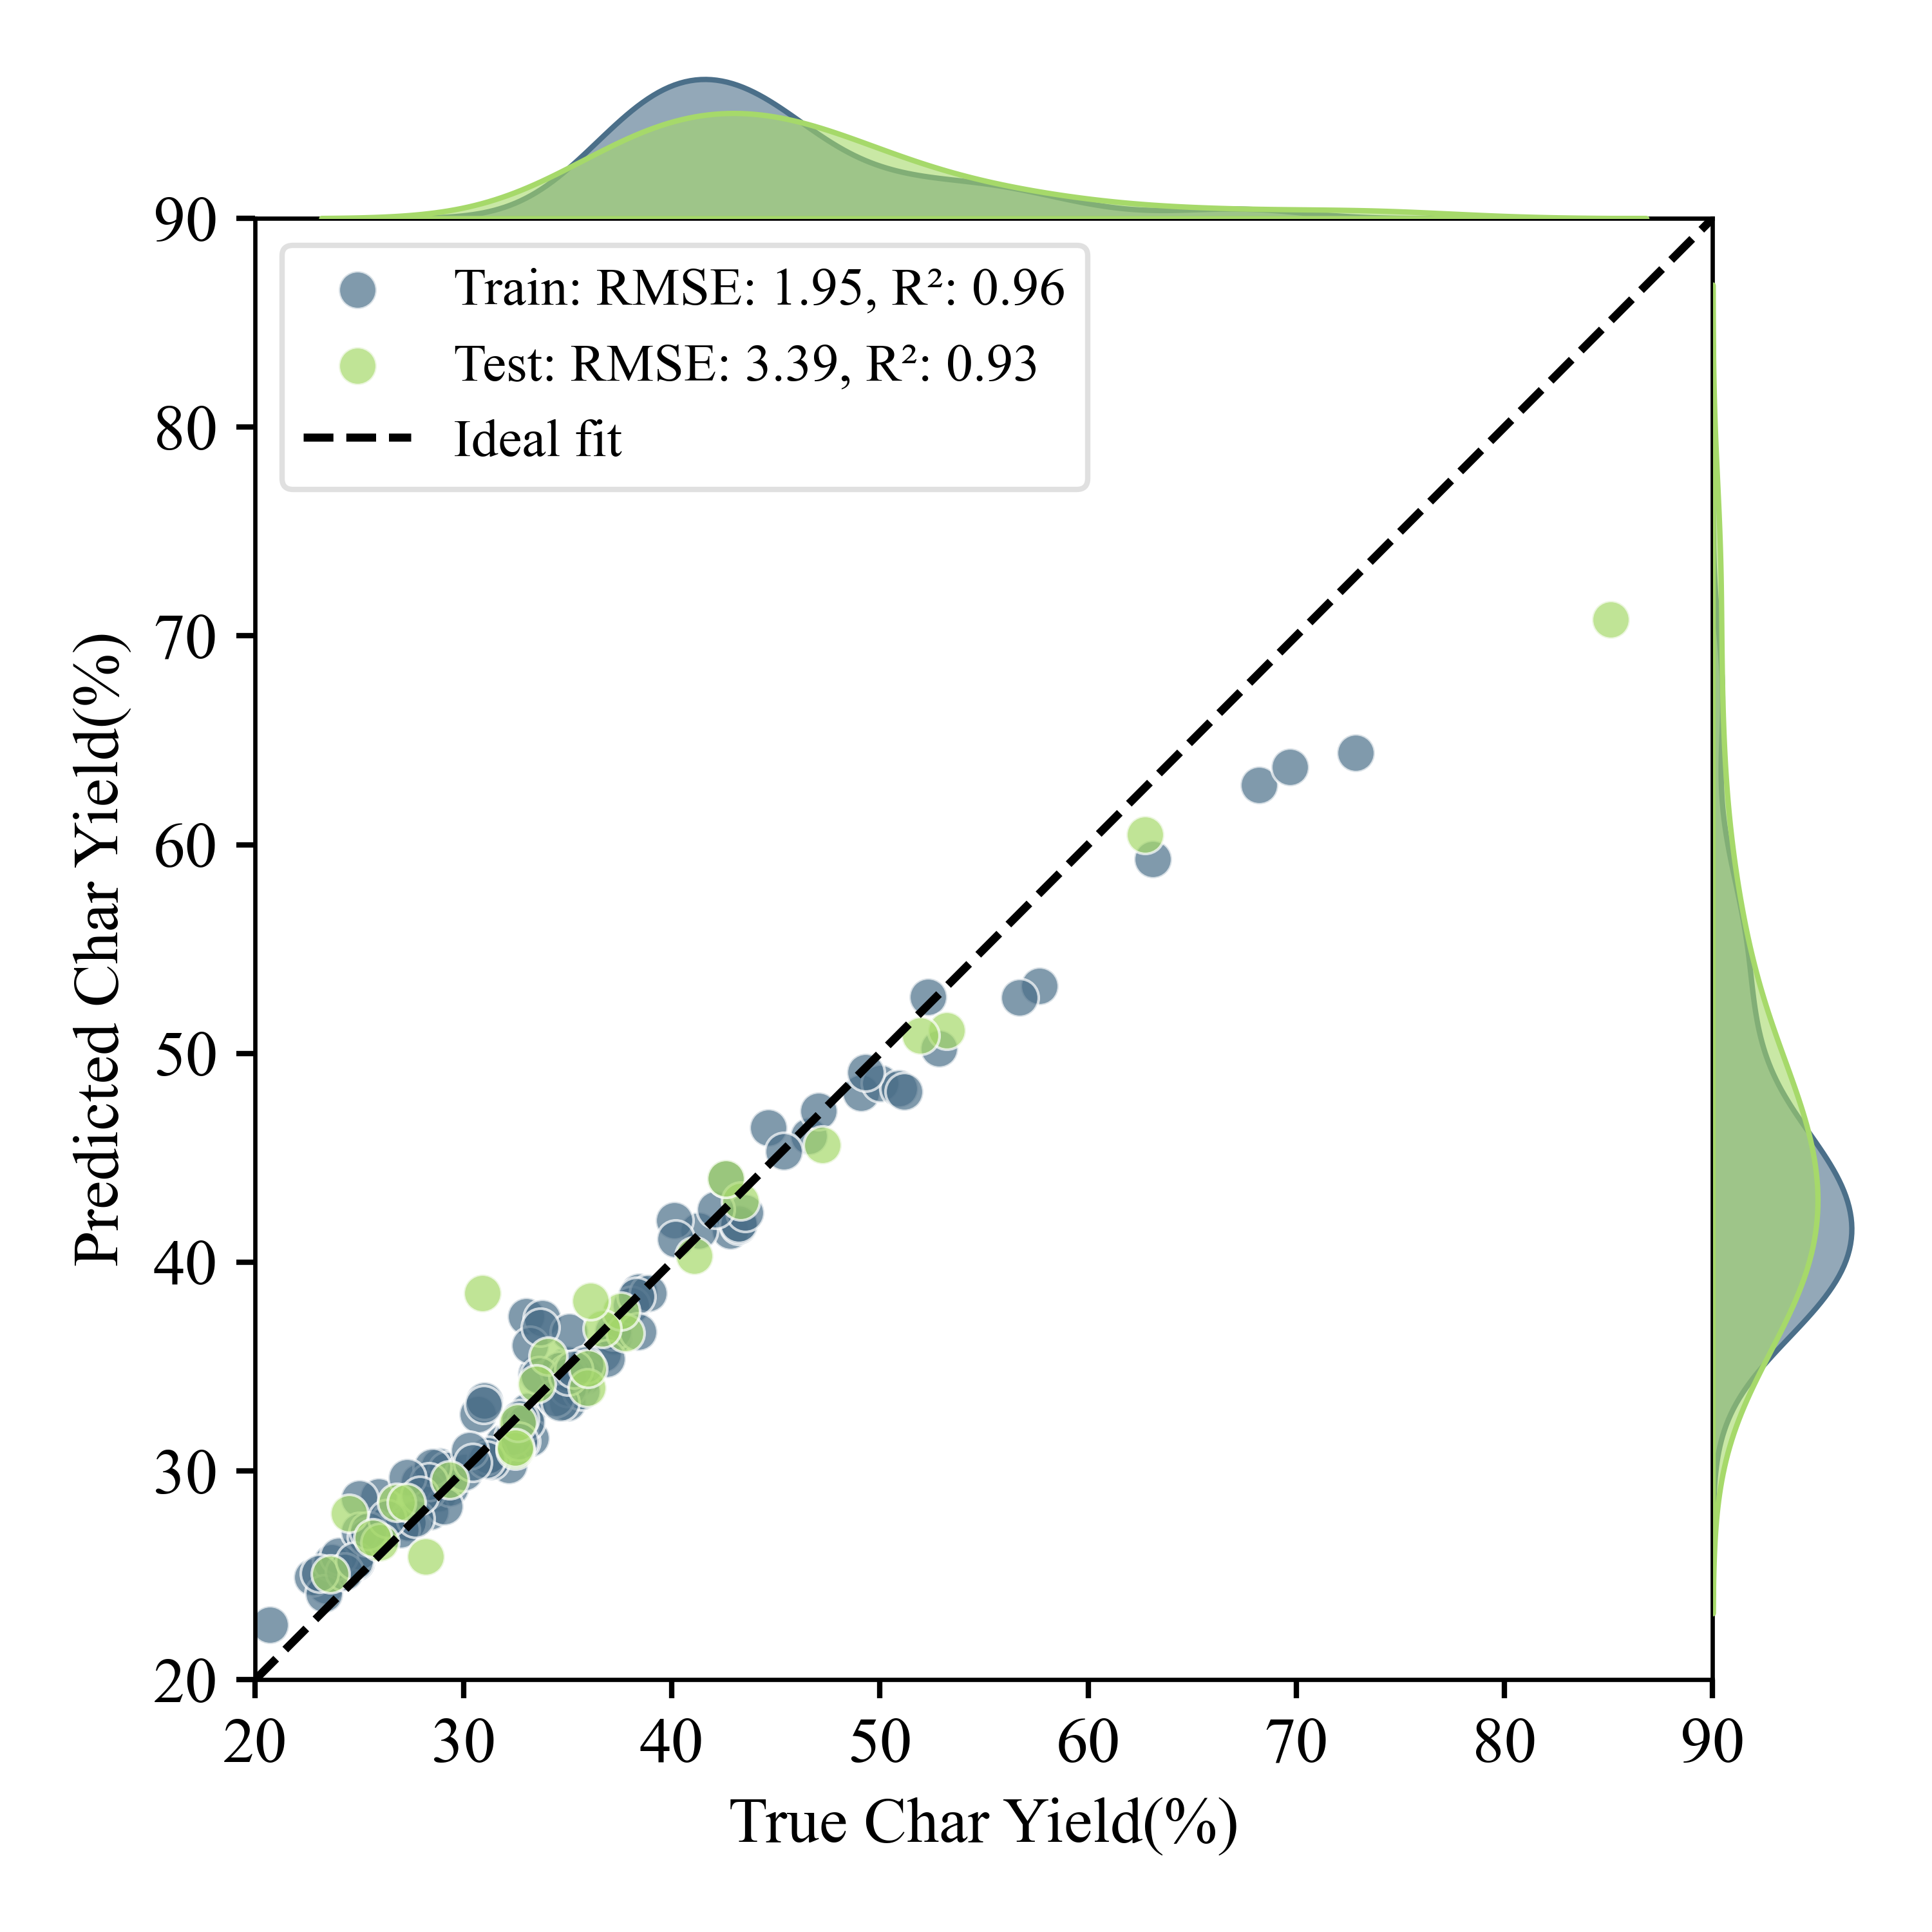 Train: RMSE: 1.95, R²: 0.96
Test: RMSE: 3.39, R²: 0.93
Ideal fit
90
80
70
60
50
40
30
20
Predicted Char Yield(%)
20 30 40 50 60 70 80 90
True Char Yield(%)